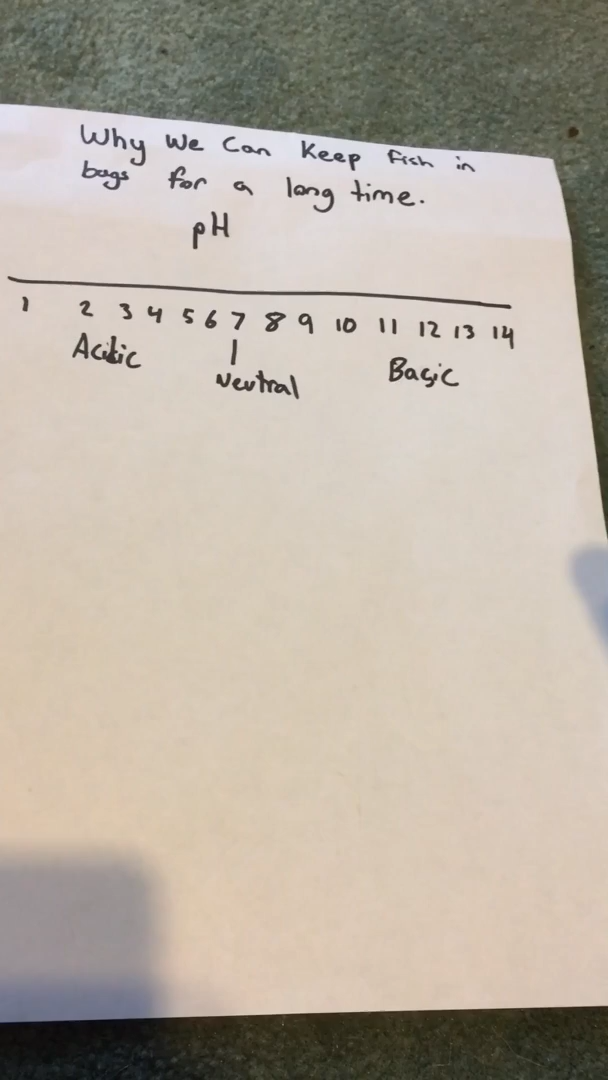 Why We Can Keep fish in
bags for a long time.
pH
1 2 3 4 5 6 7 8 9 10 11 12 13 14
Acidic Neutral Basic